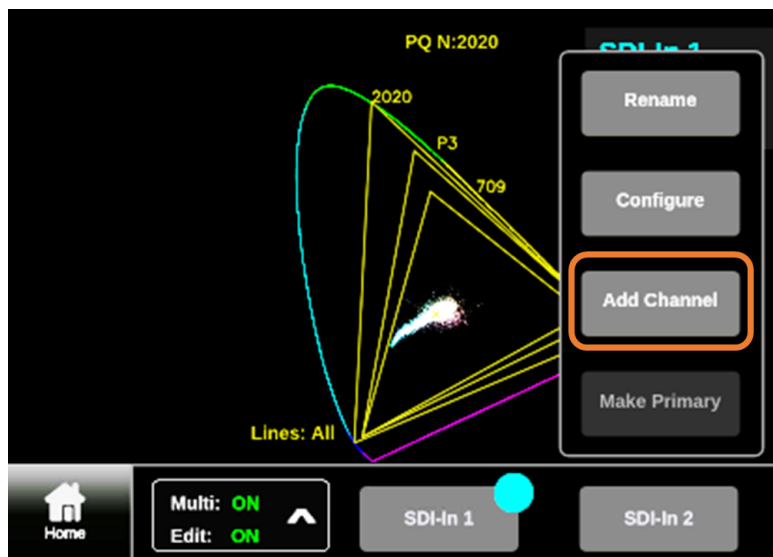 PQ N:2020
SDI-In 1
2020
P3
709
Lines: All
Rename
Configure
Add Channel
Make Primary
Home
Multi: ON
Edit: ON
SDI-In 1
SDI-In 2